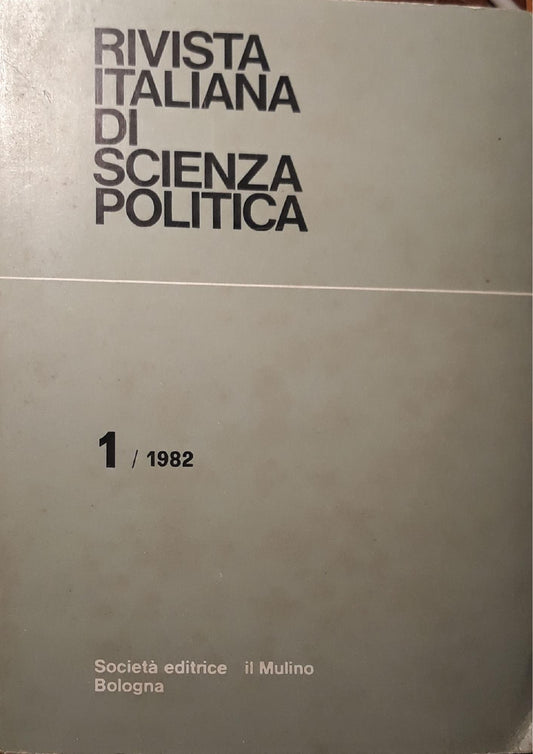 RIVISTA
ITALIANA
DI
SCIENZA
POLITICA
1 / 1982
Società editrice il Mulino
Bologna